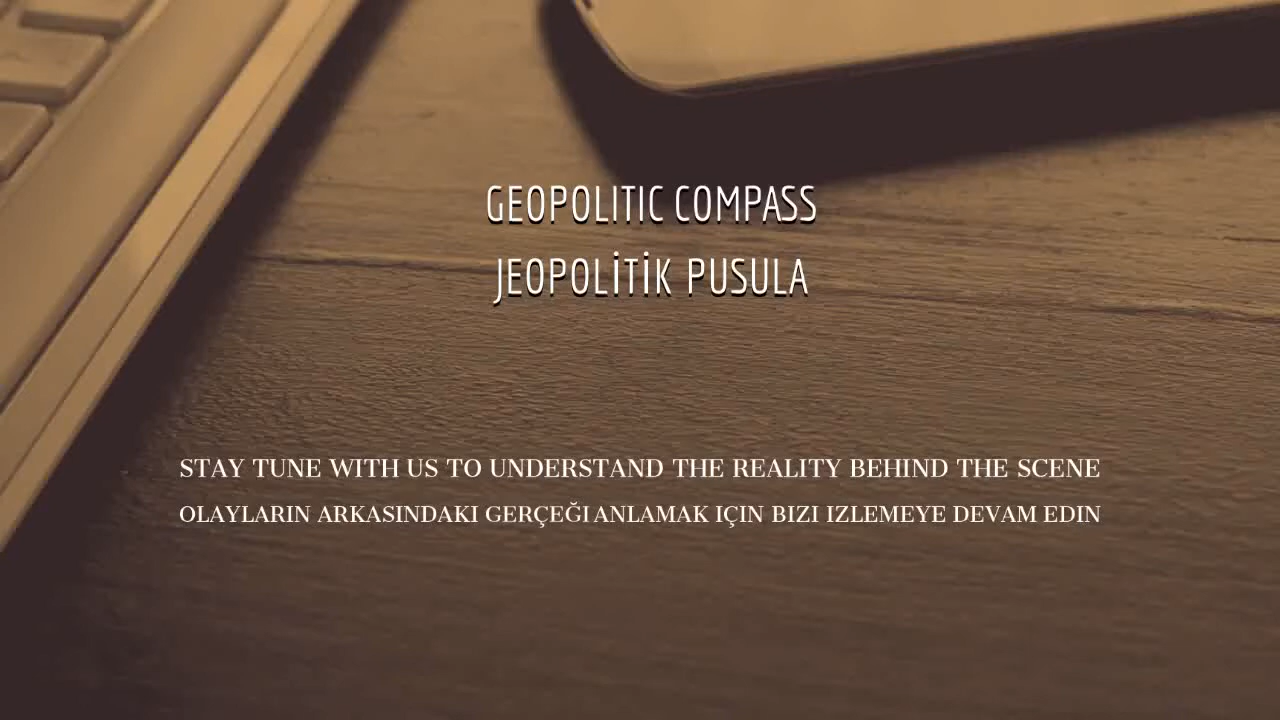 GEOPOLITIC COMPASS
JEOPOLİTİK PUSULA
STAY TUNE WITH US TO UNDERSTAND THE REALITY BEHIND THE SCENE
OLAYLARIN ARKASINDAKI GERÇEĞI ANLAMAK IÇIN BIZI IZLEMEYE DEVAM EDIN